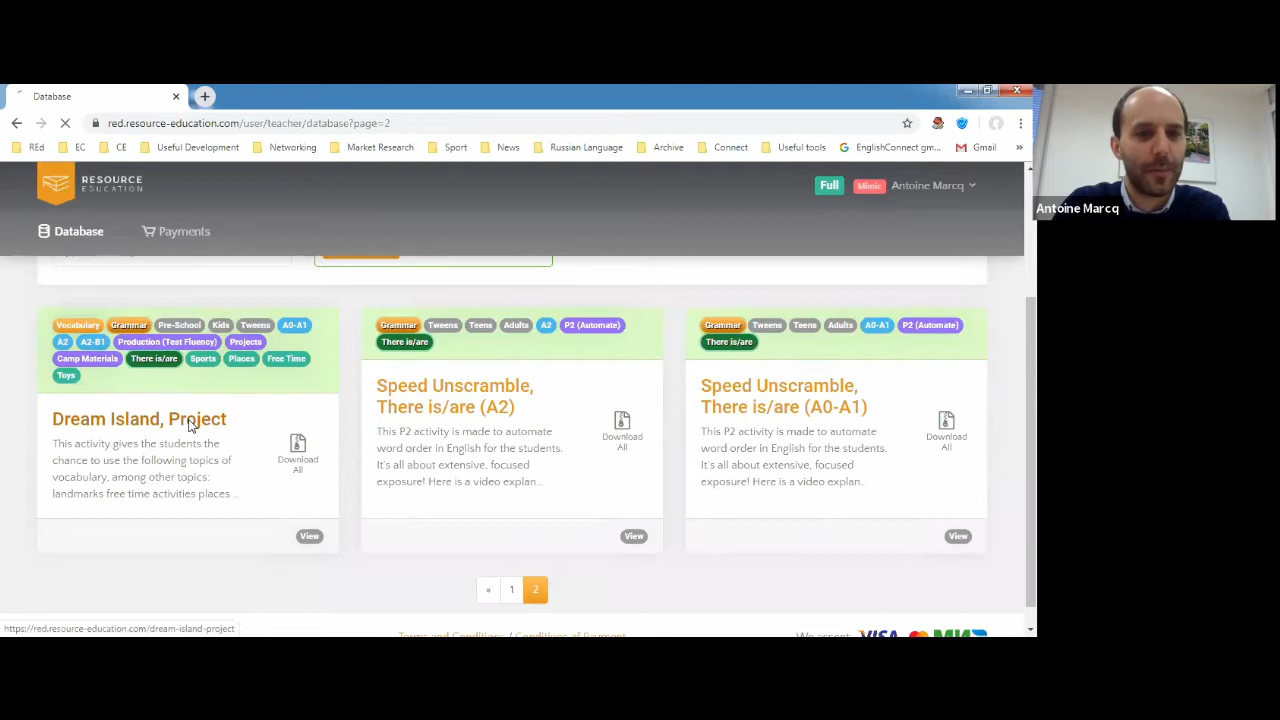 Database
red.resource-education.com/user/teacher/database?page=2
REd EC CE Useful Development Networking Market Research Sport News Russian Language Archive Connect Useful tools EnglishConnect gm... Gmail »
RESOURCE
EDUCATION
Full Mimic Antoine Marcq
Antoine Marcq
Database Payments
Vocabulary Grammar Pre-School Kids Tweens A0-A1
A2 A2-B1 Production (Test Fluency) Projects
Camp Materials There is/are Sports Places Free Time
Toys
Dream Island, Project
This activity gives the students the
chance to use the following topics of
vocabulary, among other topics:
landmarks free time activities places ...
Download
All
View
Grammar Tweens Teens Adults A2 P2 (Automate)
There is/are
Speed Unscramble,
There is/are (A2)
This P2 activity is made to automate
word order in English for the students.
It's all about extensive, focused
exposure! Here is a video explan...
Download
All
View
Grammar Tweens Teens Adults A0-A1 P2 (Automate)
There is/are
Speed Unscramble,
There is/are (A0-A1)
This P2 activity is made to automate
word order in English for the students.
It's all about extensive, focused
exposure! Here is a video explan...
Download
All
View
« 1 2
https://red.resource-education.com/dream-island-project
Terms and Conditions / Conditions of Payment
We accept: VISA МИР